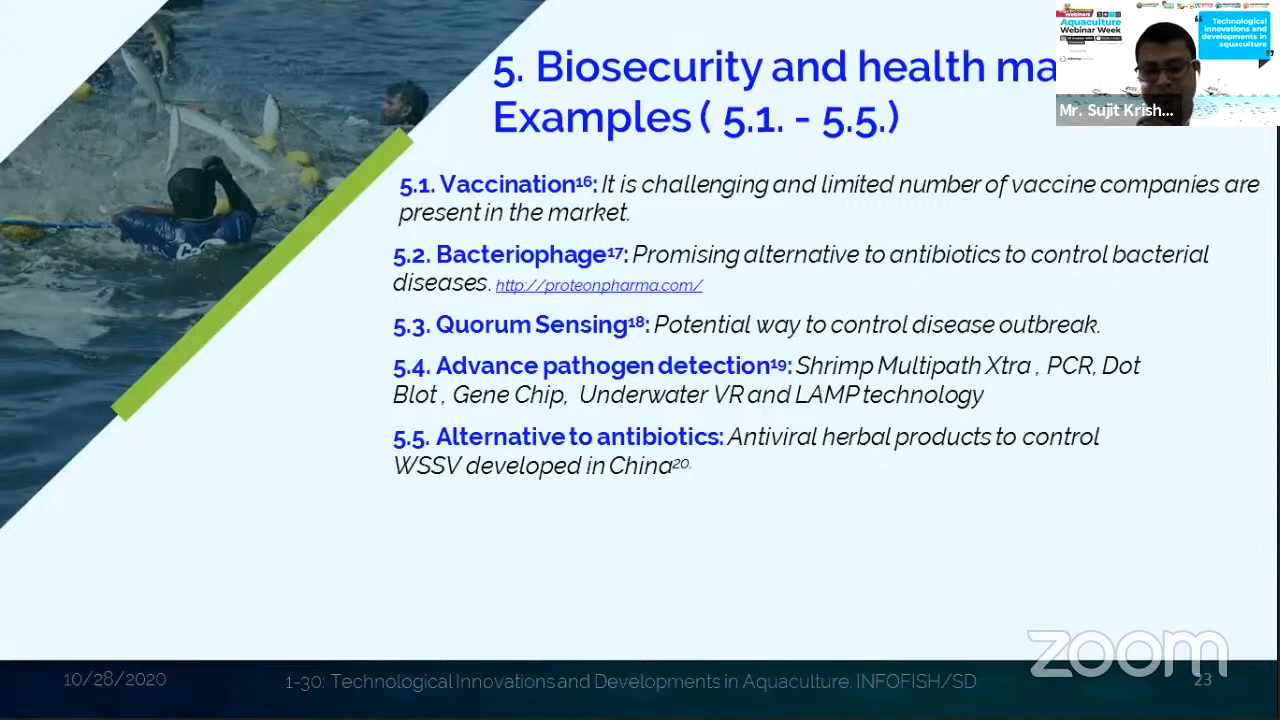 5. Biosecurity and health ma
Examples ( 5.1. - 5.5.)
5.1. Vaccination¹⁶: It is challenging and limited number of vaccine companies are
present in the market.
5.2. Bacteriophage¹⁷: Promising alternative to antibiotics to control bacterial
diseases. http://proteonpharma.com/
5.3. Quorum Sensing¹⁸: Potential way to control disease outbreak.
5.4. Advance pathogen detection¹⁹: Shrimp Multipath Xtra , PCR, Dot
Blot , Gene Chip, Underwater VR and LAMP technology
5.5. Alternative to antibiotics: Antiviral herbal products to control
WSSV developed in China²⁰.
Webinars
Aquaculture
Webinar Week
Technological
innovations and
developments in
aquaculture
Mr. Sujit Krish...
zoom
10/28/2020
1-30: Technological Innovations and Developments in Aquaculture. INFOFISH/SD
23